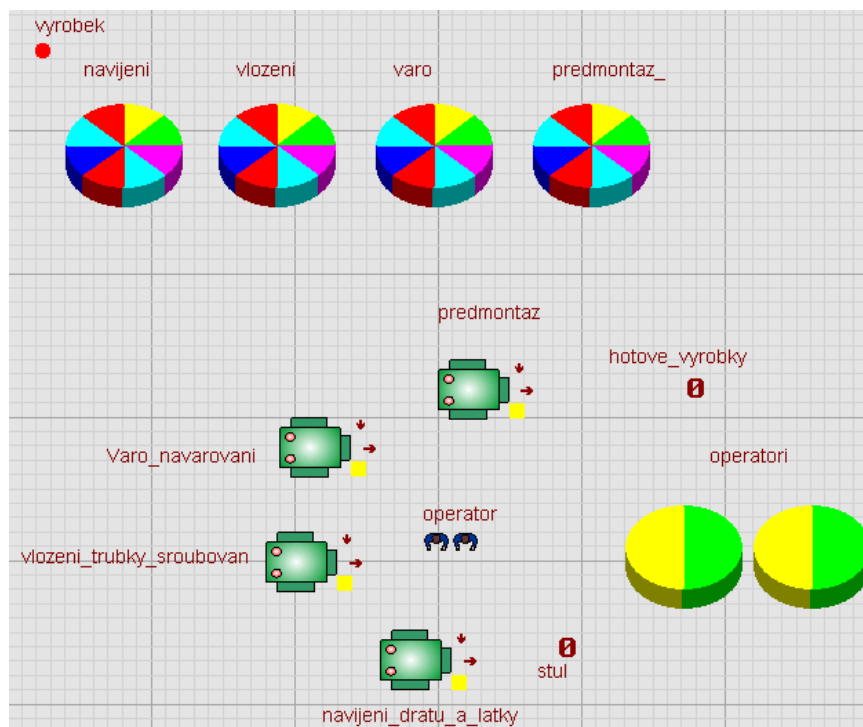 vyrobek
navijeni
vlozeni
varo
predmontaz_
predmontaz
hotove_vyrobky
0
Varo_navarovani
operatori
operator
vlozeni_trubky_sroubovan
0
stul
navijeni_dratu_a_latky